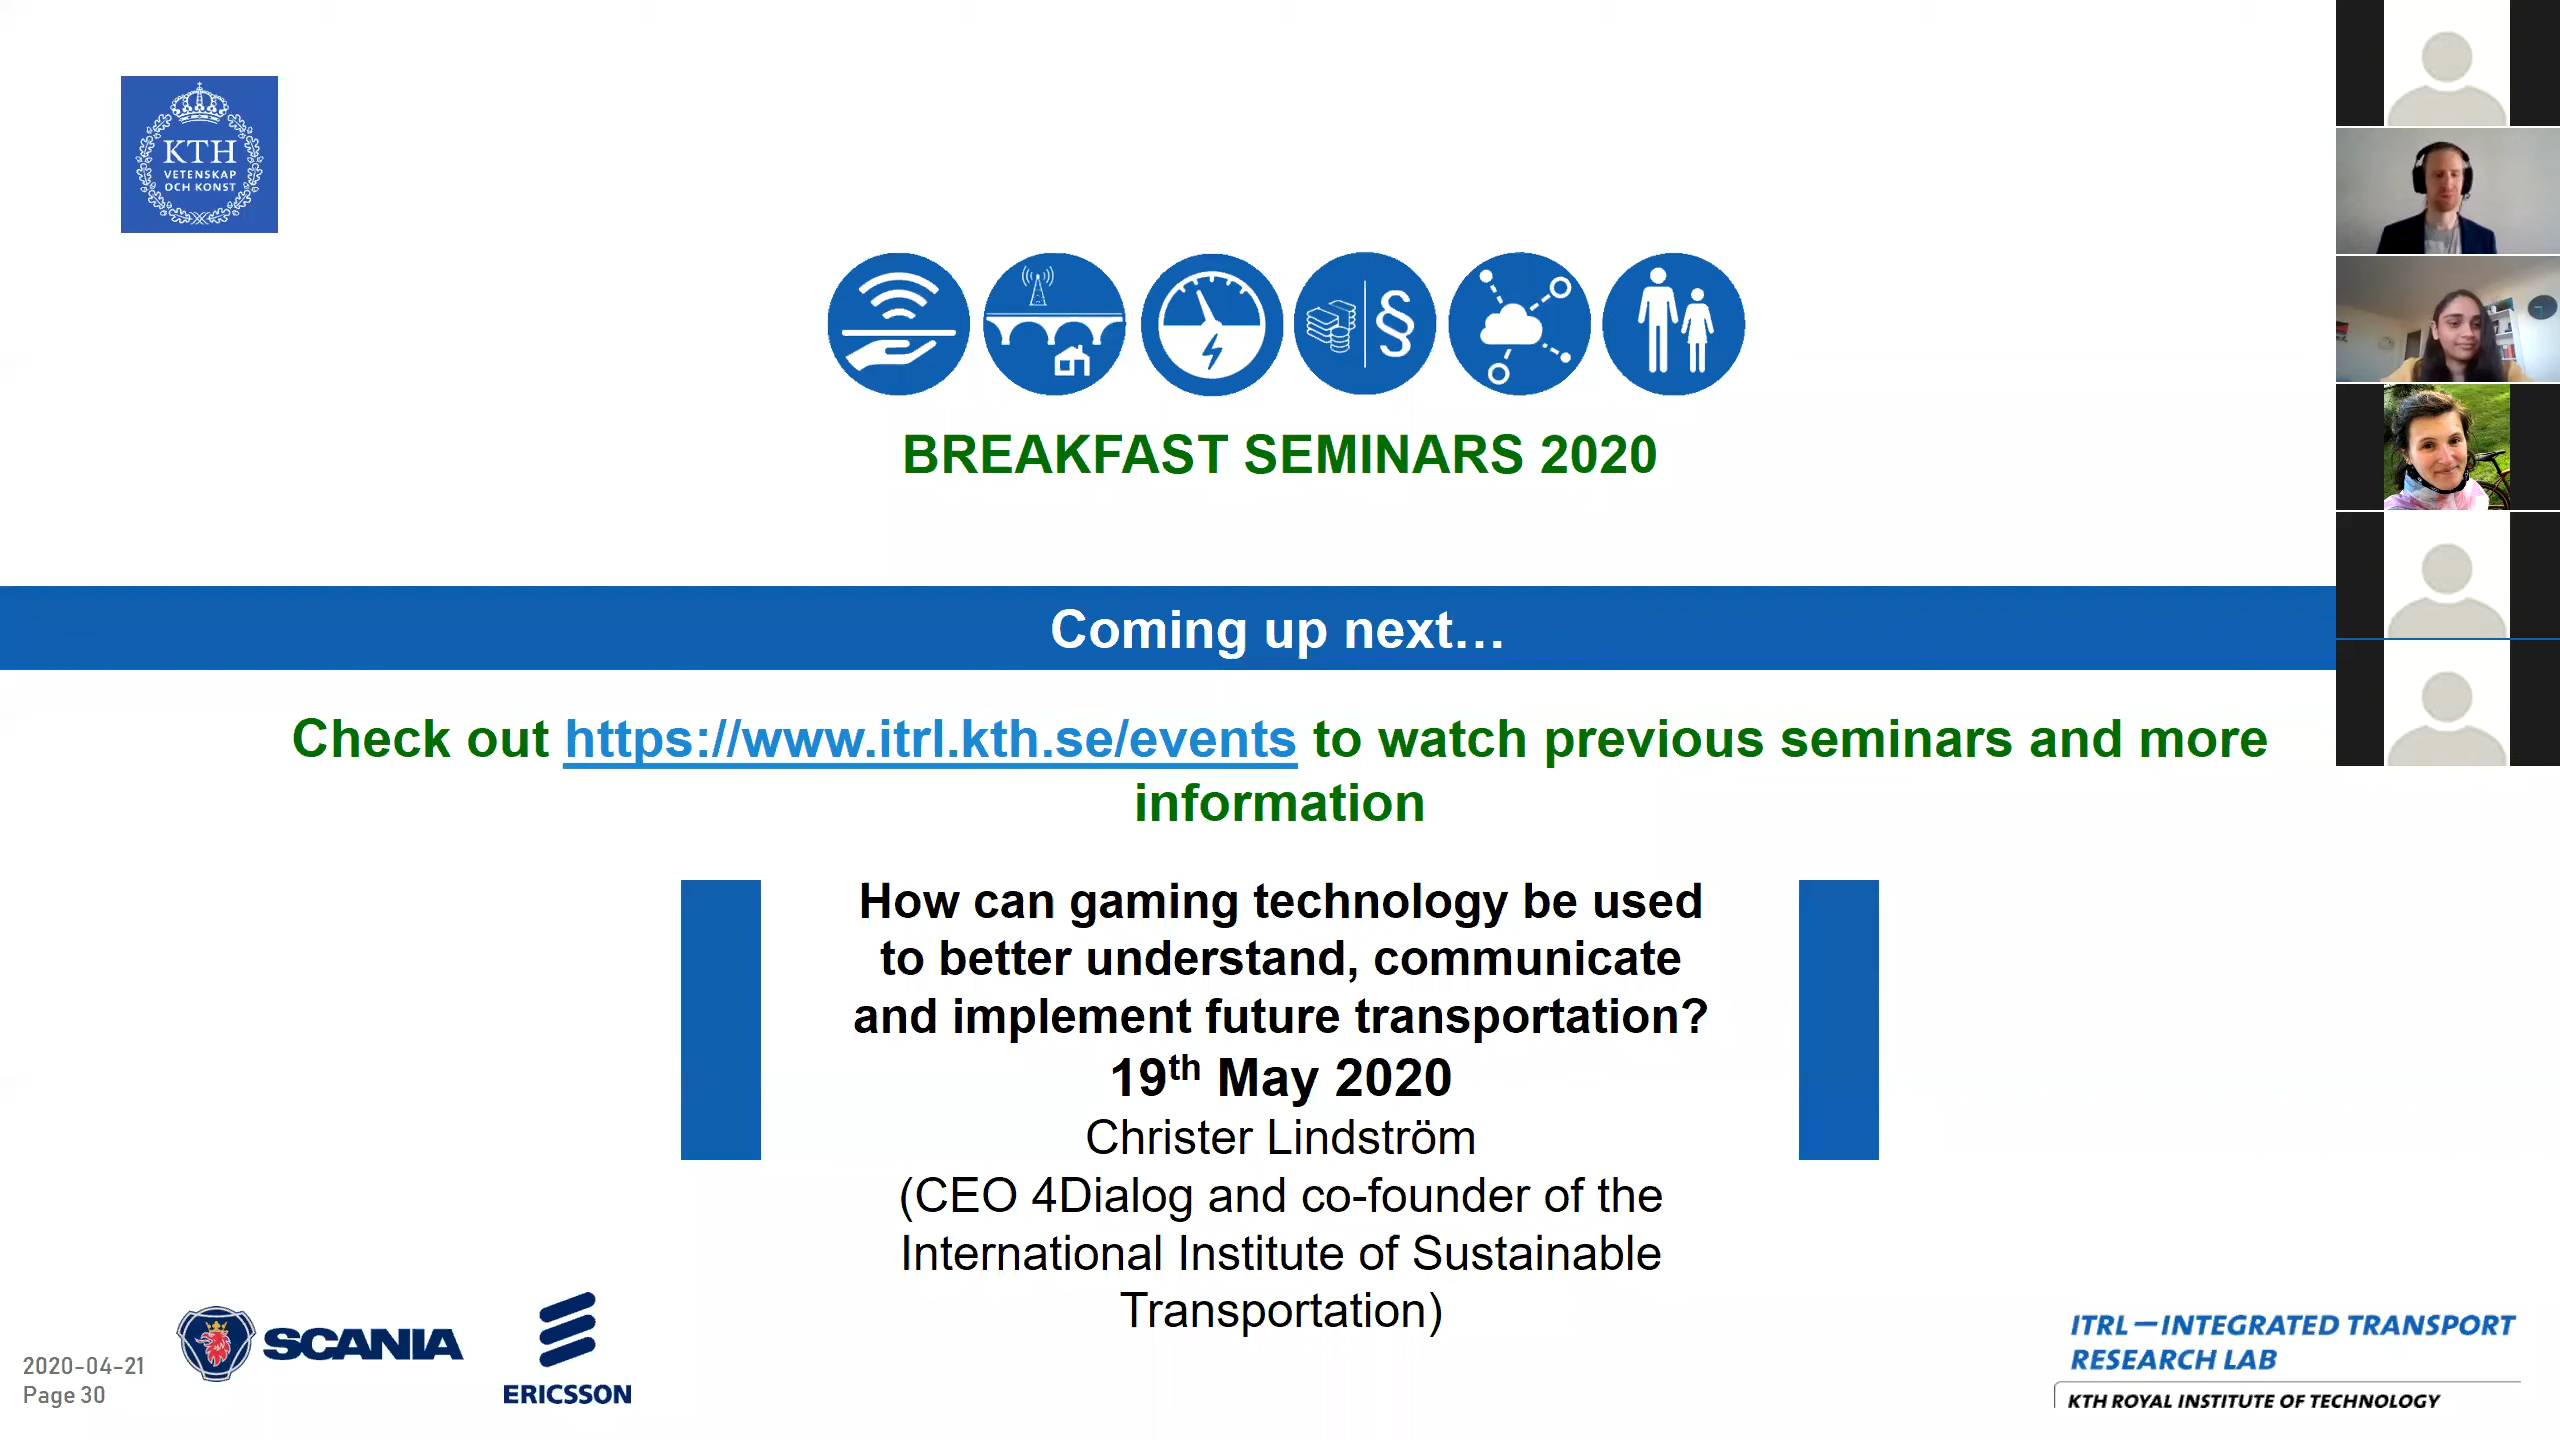 KTH
VETENSKAP
OCH KONST
§
BREAKFAST SEMINARS 2020
Coming up next…
Check out https://www.itrl.kth.se/events to watch previous seminars and more
information
How can gaming technology be used
to better understand, communicate
and implement future transportation?
19th May 2020
Christer Lindström
(CEO 4Dialog and co-founder of the
International Institute of Sustainable
Transportation)
2020-04-21
Page 30
SCANIA
ERICSSON
ITRL – INTEGRATED TRANSPORT
RESEARCH LAB
KTH ROYAL INSTITUTE OF TECHNOLOGY